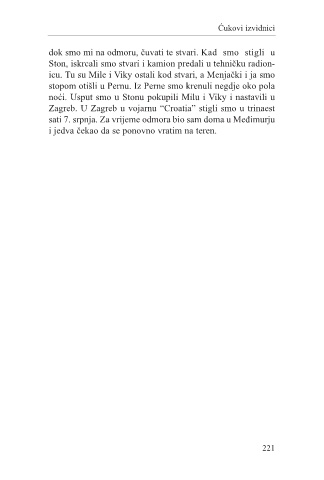 Ćukovi izvidnici
dok smo mi na odmoru, čuvati te stvari. Kad smo stigli u
Ston, iskrcali smo stvari i kamion predali u tehničku radion-
icu. Tu su Mile i Viky ostali kod stvari, a Menjački i ja smo
stopom otišli u Pernu. Iz Perne smo krenuli negdje oko pola
noći. Usput smo u Stonu pokupili Milu i Viky i nastavili u
Zagreb. U Zagreb u vojarnu “Croatia” stigli smo u trinaest
sati 7. srpnja. Za vrijeme odmora bio sam doma u Međimurju
i jedva čekao da se ponovno vratim na teren.
221